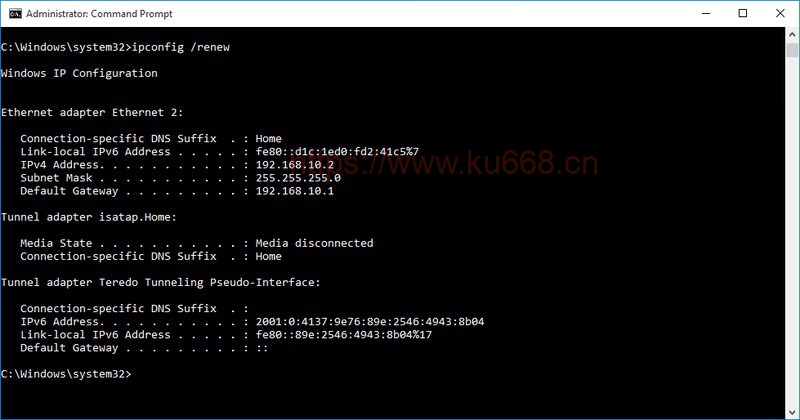 Administrator: Command Prompt
C:\Windows\system32>ipconfig /renew
Windows IP Configuration
Ethernet adapter Ethernet 2:
Connection-specific DNS Suffix . : Home
Link-local IPv6 Address . . . . . : fe80::d1c:1ed0:fd2:41c5%7
IPv4 Address. . . . . . . . . . . : 192.168.10.2
https://www.ku668.cn
Subnet Mask . . . . . . . . . . . : 255.255.255.0
Default Gateway . . . . . . . . . : 192.168.10.1
Tunnel adapter isatap.Home:
Media State . . . . . . . . . . . : Media disconnected
Connection-specific DNS Suffix . : Home
Tunnel adapter Teredo Tunneling Pseudo-Interface:
Connection-specific DNS Suffix . :
IPv6 Address. . . . . . . . . . . : 2001:0:4137:9e76:89e:2546:4943:8b04
Link-local IPv6 Address . . . . . : fe80::89e:2546:4943:8b04%17
Default Gateway . . . . . . . . . : ::
C:\Windows\system32>